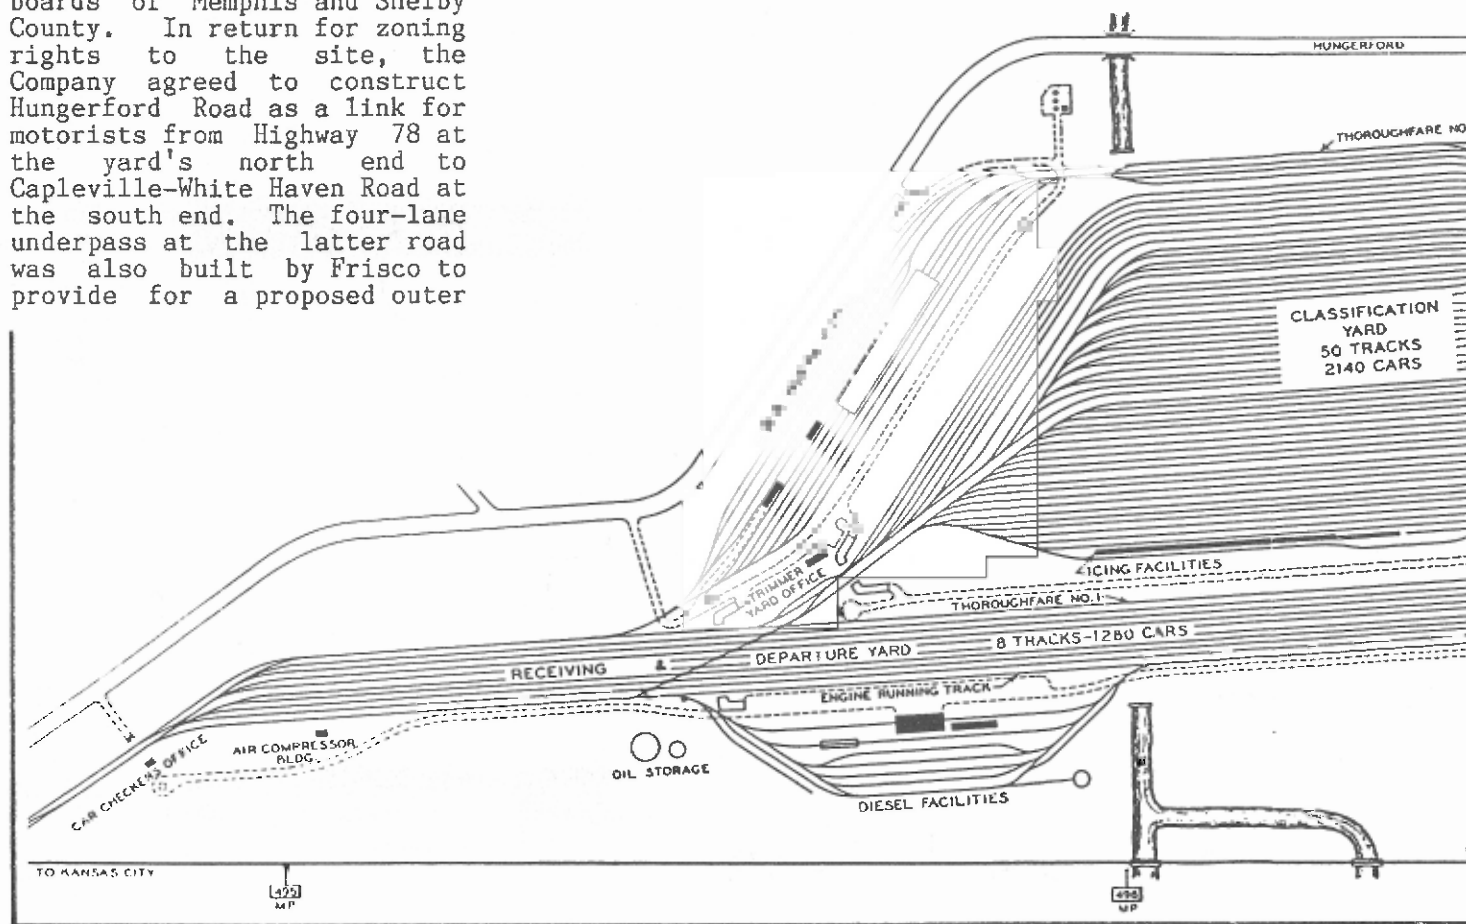 boards of Memphis and Shelby
County. In return for zoning
rights to the site, the
Company agreed to construct
Hungerford Road as a link for
motorists from Highway 78 at
the yard's north end to
Capleville-White Haven Road at
the south end. The four-lane
underpass at the latter road
was also built by Frisco to
provide for a proposed outer
HUNGERFORD
THOROUGHFARE NO
CLASSIFICATION
YARD
50 TRACKS
2140 CARS
ICING FACILITIES
TRIMMER
YARD OFFICE
THOROUGHFARE NO.1
RECEIVING & DEPARTURE YARD 8 TRACKS-1280 CARS
ENGINE RUNNING TRACK
CAR CHECKERS OFFICE
AIR COMPRESSOR
BLDG.
OIL STORAGE
DIESEL FACILITIES
TO KANSAS CITY
495
MP
MP